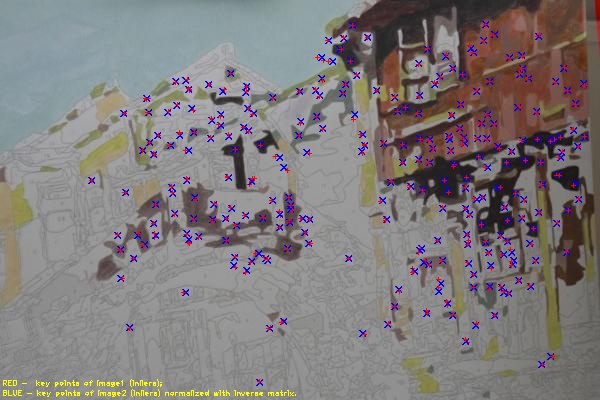 RED - key points of image1 (inliers);
BLUE - key points of image2 (inliers) normalized with inverse matrix.